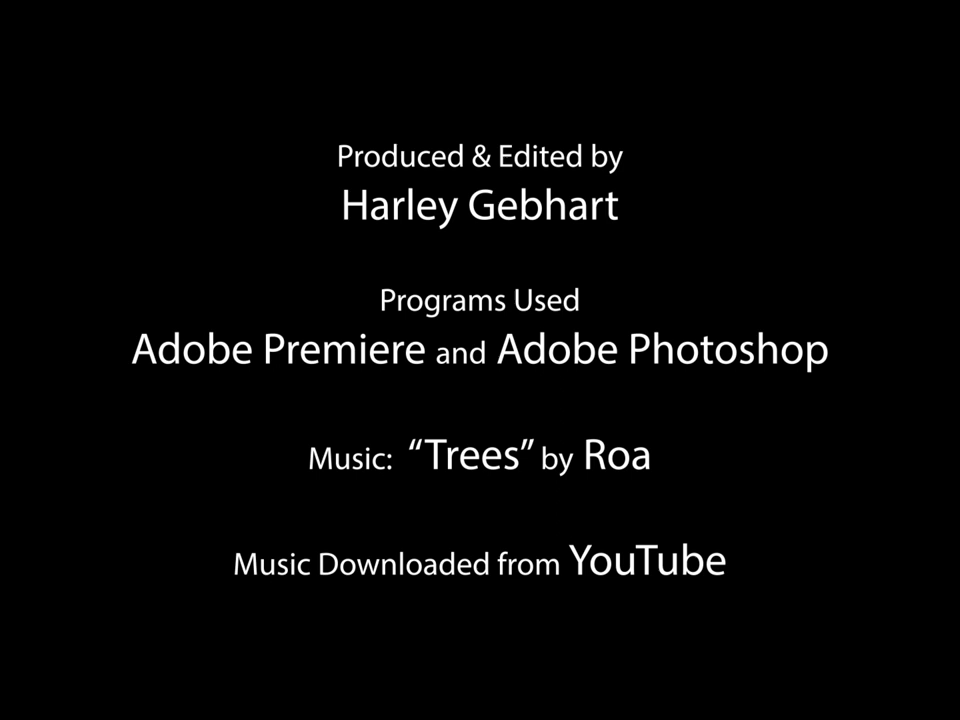 Produced & Edited by
Harley Gebhart
Programs Used
Adobe Premiere and Adobe Photoshop
Music: “Trees” by Roa
Music Downloaded from YouTube